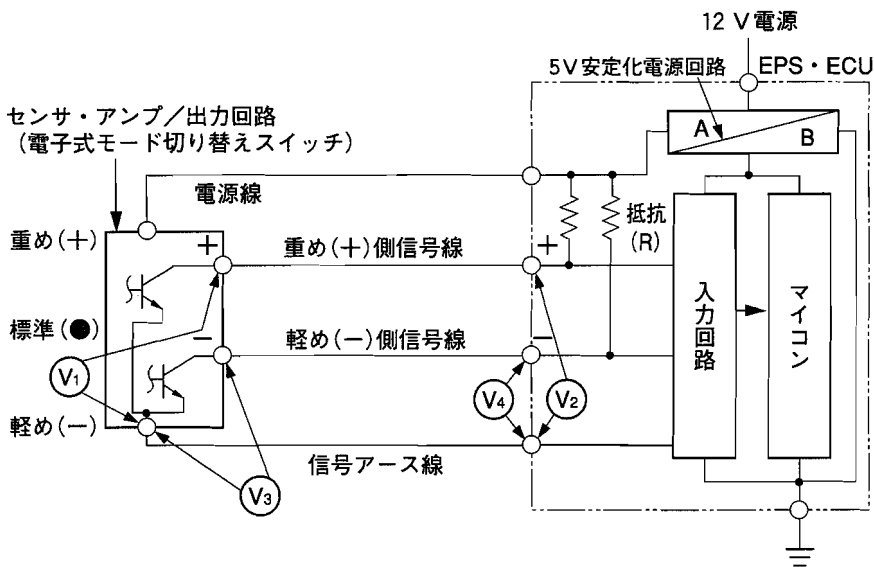 12 V電源
5V安定化電源回路
EPS・ECU
センサ・アンプ/出力回路
(電子式モード切り替えスイッチ)
A
B
電源線
抵抗
(R)
重め(+)
+
重め(+)側信号線
+
標準(●)
−
軽め(−)側信号線
−
入力回路
マイコン
V1
V4
V2
軽め(−)
信号アース線
V3